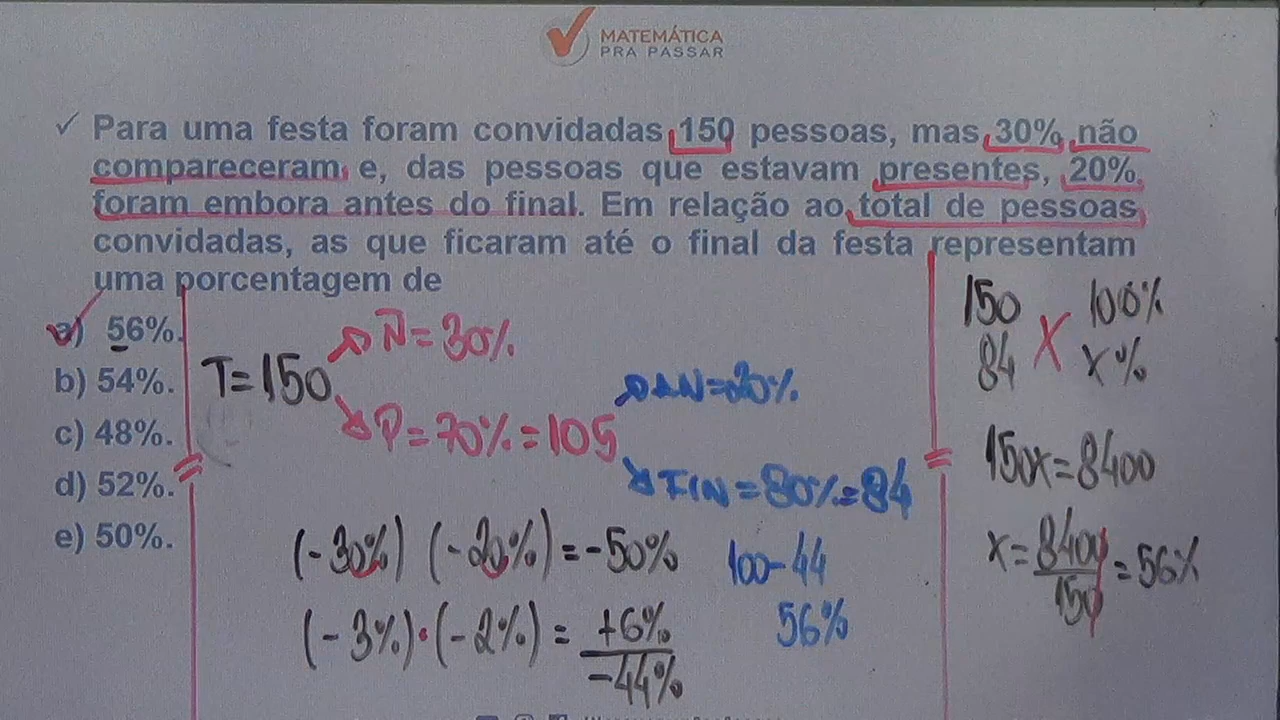 MATEMÁTICA
PRA PASSAR
✓ Para uma festa foram convidadas 150 pessoas, mas 30% não
compareceram e, das pessoas que estavam presentes, 20%
foram embora antes do final. Em relação ao total de pessoas
convidadas, as que ficaram até o final da festa representam
uma porcentagem de
a) 56%.
b) 54%.
c) 48%.
d) 52%.
e) 50%.
T=150
N=30%
P=70%=105
AN=20%
FIN=80%=84
(-30%) (-20%)=-50%
(-3%)•(-2%)= +6%
-44%
100-44
56%
150 100%
84 X%
150x=8400
x=8400/150=56%